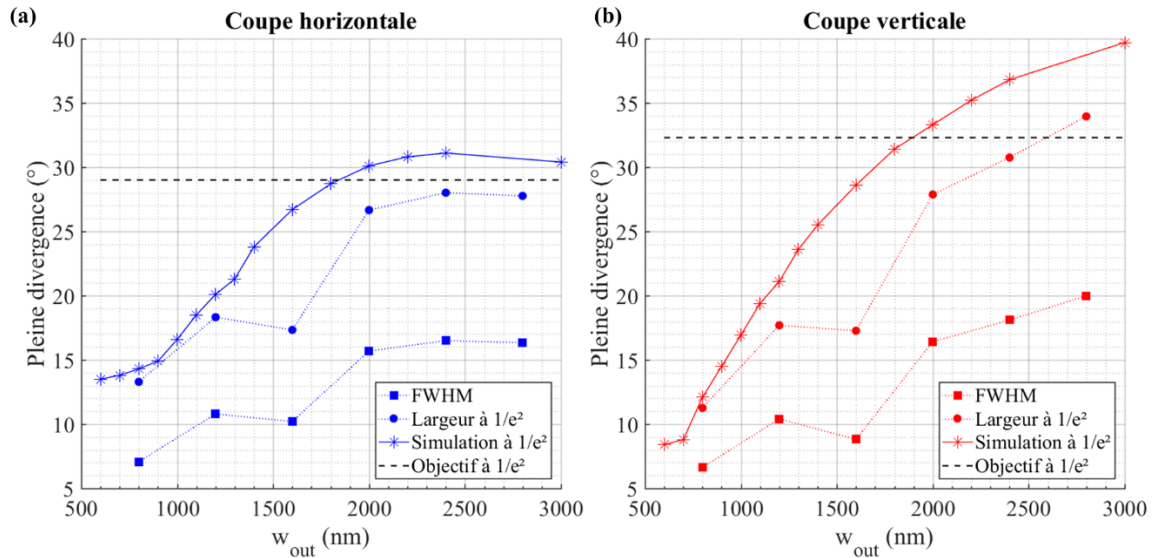 (a)
Coupe horizontale
40
35
30
25
20
15
10
5
Pleine divergence (°)
FWHM
Largeur à 1/e²
Simulation à 1/e²
Objectif à 1/e²
500 1000 1500 2000 2500 3000
w_out (nm)
(b)
Coupe verticale
40
35
30
25
20
15
10
5
Pleine divergence (°)
FWHM
Largeur à 1/e²
Simulation à 1/e²
Objectif à 1/e²
500 1000 1500 2000 2500 3000
w_out (nm)